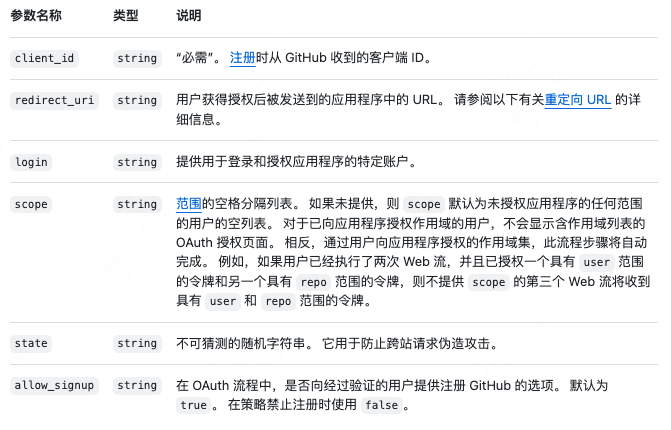 参数名称 类型 说明
client_id string “必需”。 注册时从 GitHub 收到的客户端 ID。
redirect_uri string 用户获得授权后被发送到的应用程序中的 URL。 请参阅以下有关重定向 URL 的详
细信息。
login string 提供用于登录和授权应用程序的特定账户。
scope string 范围的空格分隔列表。 如果未提供，则 scope 默认为未授权应用程序的任何范围
的用户的空列表。 对于已向应用程序授权作用域的用户，不会显示含作用域列表的
OAuth 授权页面。 相反，通过用户向应用程序授权的作用域集，此流程步骤将自动
完成。 例如，如果用户已经执行了两次 Web 流，并且已授权一个具有 user 范围
的令牌和另一个具有 repo 范围的令牌，则不提供 scope 的第三个 Web 流将收到
具有 user 和 repo 范围的令牌。
state string 不可猜测的随机字符串。 它用于防止跨站请求伪造攻击。
allow_signup string 在 OAuth 流程中，是否向经过验证的用户提供注册 GitHub 的选项。 默认为
true 。 在策略禁止注册时使用 false 。